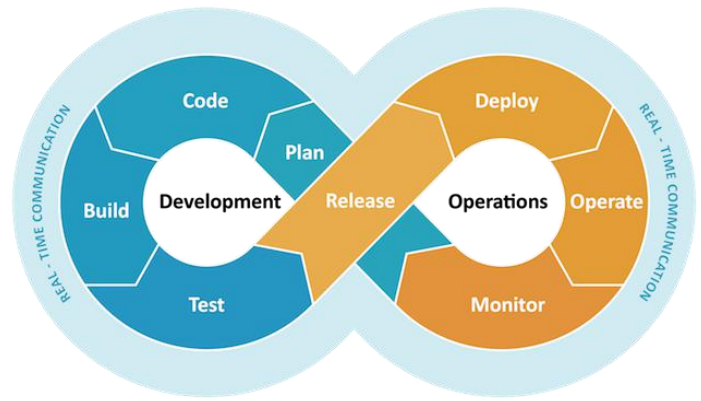 Code
Deploy
Plan
REAL - TIME COMMUNICATION
Build
Development
Release
Operations
Operate
REAL - TIME COMMUNICATION
Test
Monitor